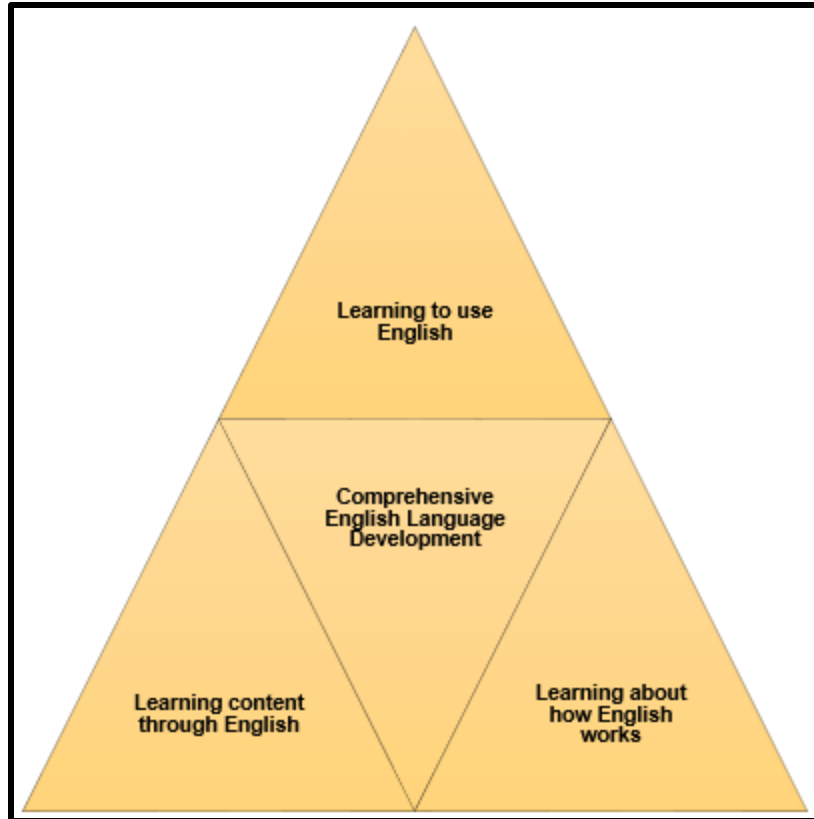 Learning to use
English
Comprehensive
English Language
Development
Learning content
through English
Learning about
how English
works